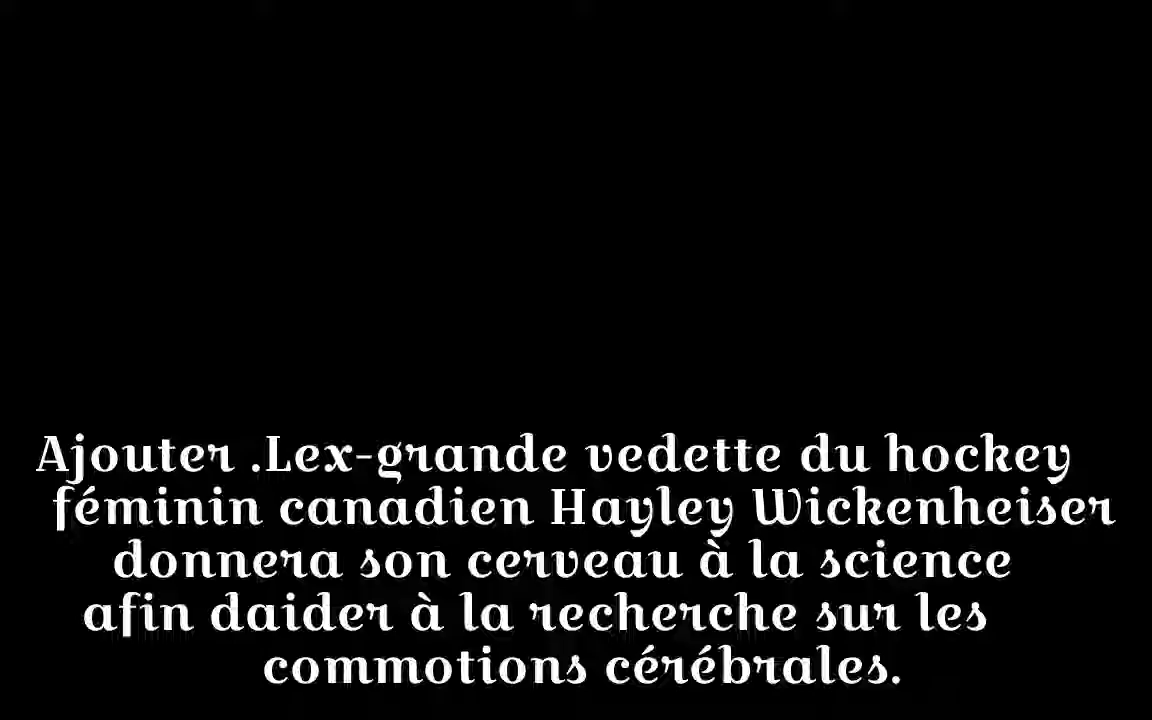 Ajouter .Lex-grande vedette du hockey
féminin canadien Hayley Wickenheiser
donnera son cerveau à la science
afin daider à la recherche sur les
commotions cérébrales.